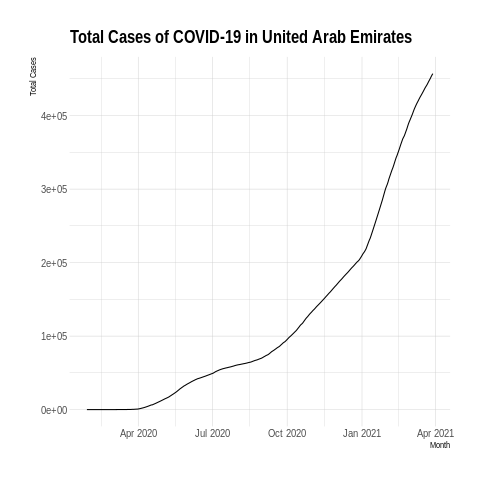 Total Cases of COVID-19 in United Arab Emirates
Total Cases
4e+05
3e+05
2e+05
1e+05
0e+00
Apr 2020 Jul 2020 Oct 2020 Jan 2021 Apr 2021
Month